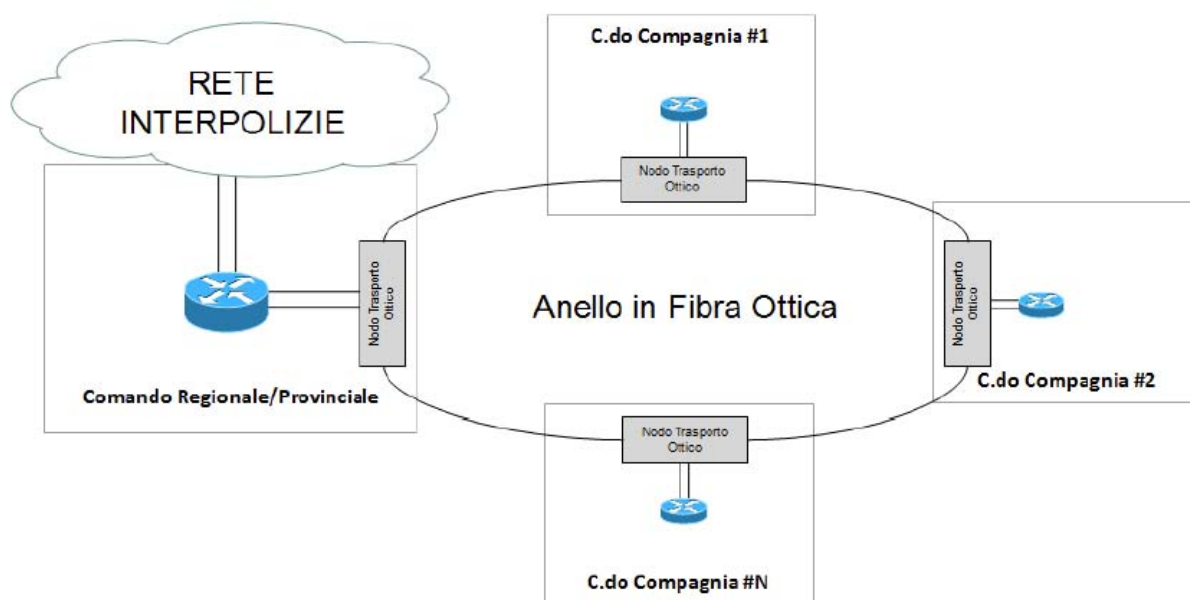 C.do Compagnia #1
RETE
INTERPOLIZIE
Nodo Trasporto
Ottico
Nodo Trasporto
Ottico
Anello in Fibra Ottica
Nodo Trasporto
Ottico
Comando Regionale/Provinciale
C.do Compagnia #2
Nodo Trasporto
Ottico
C.do Compagnia #N